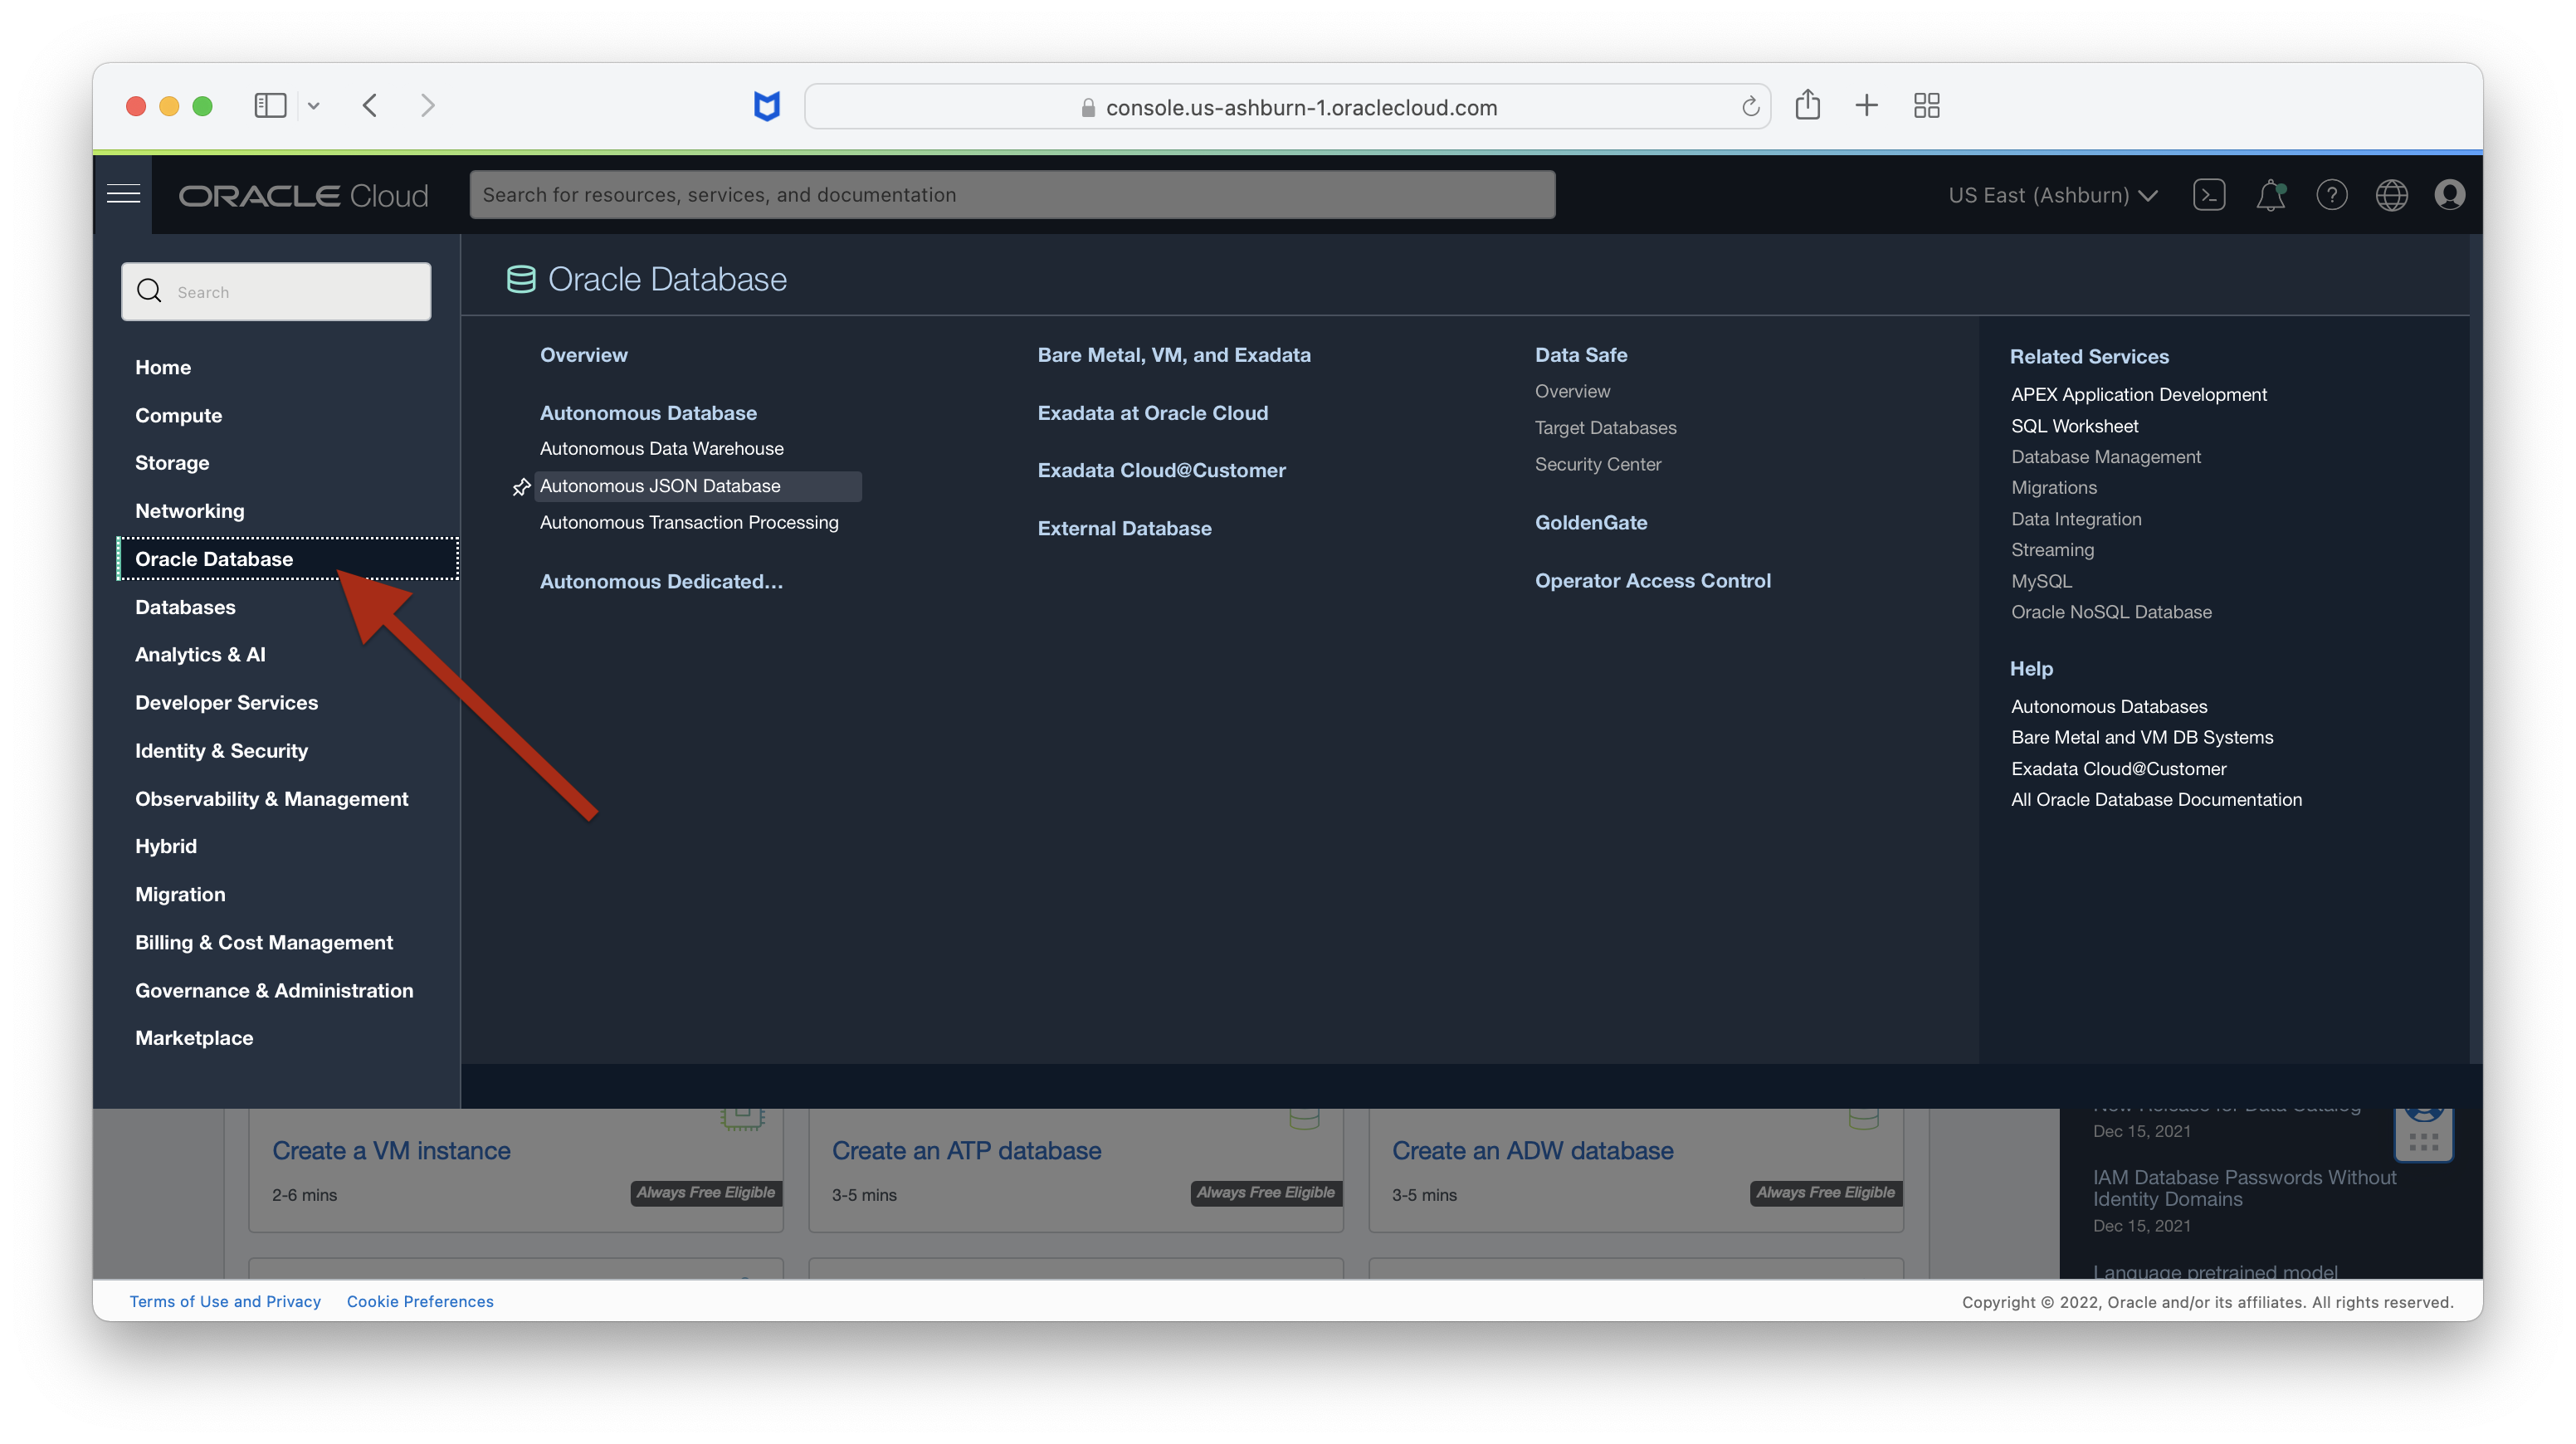 console.us-ashburn-1.oraclecloud.com
ORACLE Cloud
Search for resources, services, and documentation
US East (Ashburn)
Search
Home
Compute
Storage
Networking
Oracle Database
Databases
Analytics & AI
Developer Services
Identity & Security
Observability & Management
Hybrid
Migration
Billing & Cost Management
Governance & Administration
Marketplace
Oracle Database
Overview
Autonomous Database
Autonomous Data Warehouse
Autonomous JSON Database
Autonomous Transaction Processing
Autonomous Dedicated...
Bare Metal, VM, and Exadata
Exadata at Oracle Cloud
Exadata Cloud@Customer
External Database
Data Safe
Overview
Target Databases
Security Center
GoldenGate
Operator Access Control
Related Services
APEX Application Development
SQL Worksheet
Database Management
Migrations
Data Integration
Streaming
MySQL
Oracle NoSQL Database
Help
Autonomous Databases
Bare Metal and VM DB Systems
Exadata Cloud@Customer
All Oracle Database Documentation
Create a VM instance
2-6 mins
Always Free Eligible
Create an ATP database
3-5 mins
Always Free Eligible
Create an ADW database
3-5 mins
Always Free Eligible
New Release for Data Catalog
Dec 15, 2021
IAM Database Passwords Without
Identity Domains
Dec 15, 2021
Language pretrained model
Terms of Use and Privacy
Cookie Preferences
Copyright © 2022, Oracle and/or its affiliates. All rights reserved.